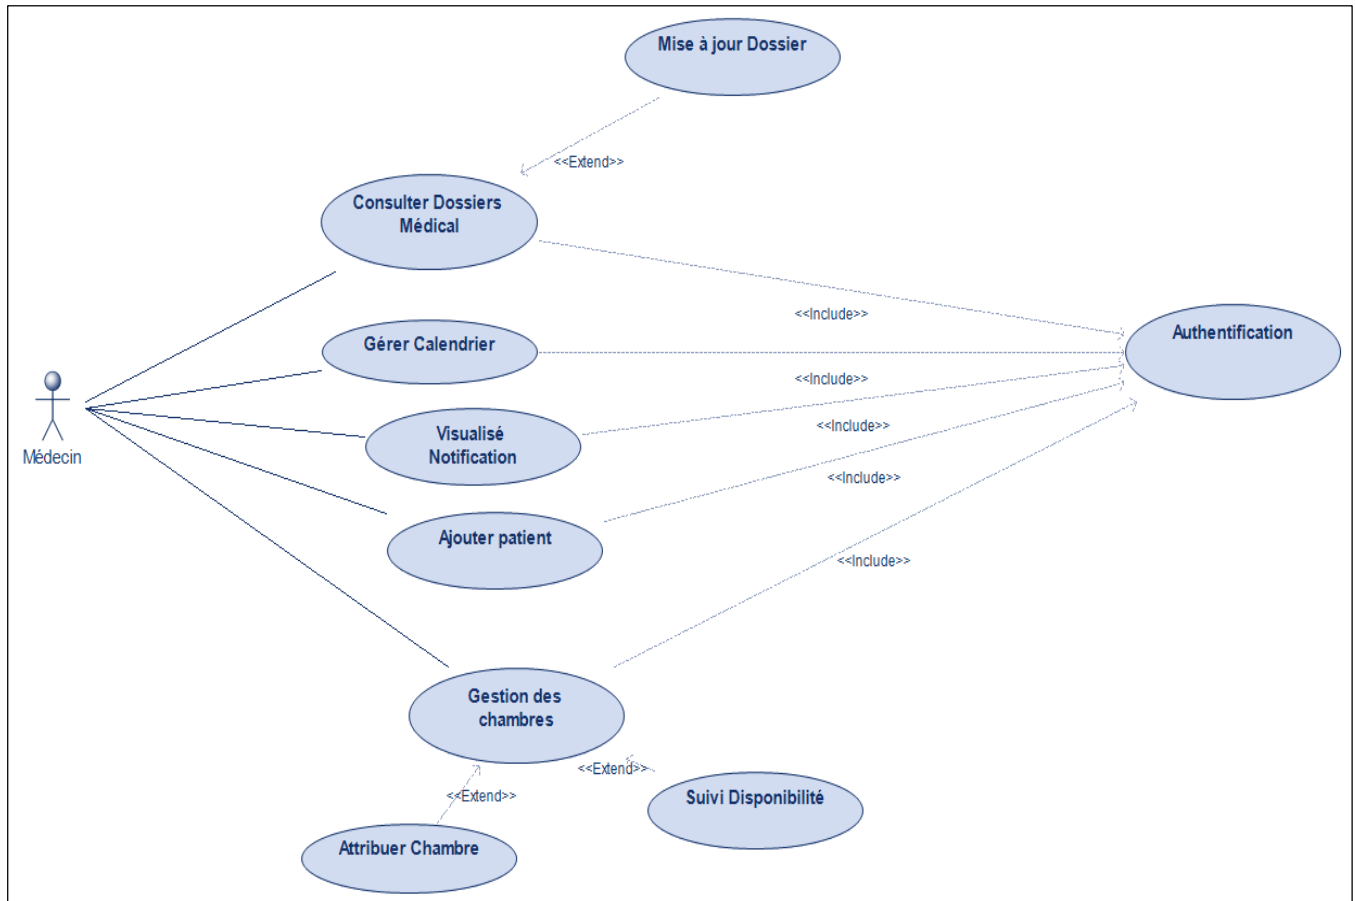 Mise à jour Dossier
<<Extend>>
Consulter Dossiers
Médical
<<Include>>
Authentification
Gérer Calendrier
<<Include>>
Visualisé
Notification
<<Include>>
Médecin
<<Include>>
Ajouter patient
<<Include>>
Gestion des
chambres
<<Extend>>
<<Extend>>
Suivi Disponibilité
Attribuer Chambre